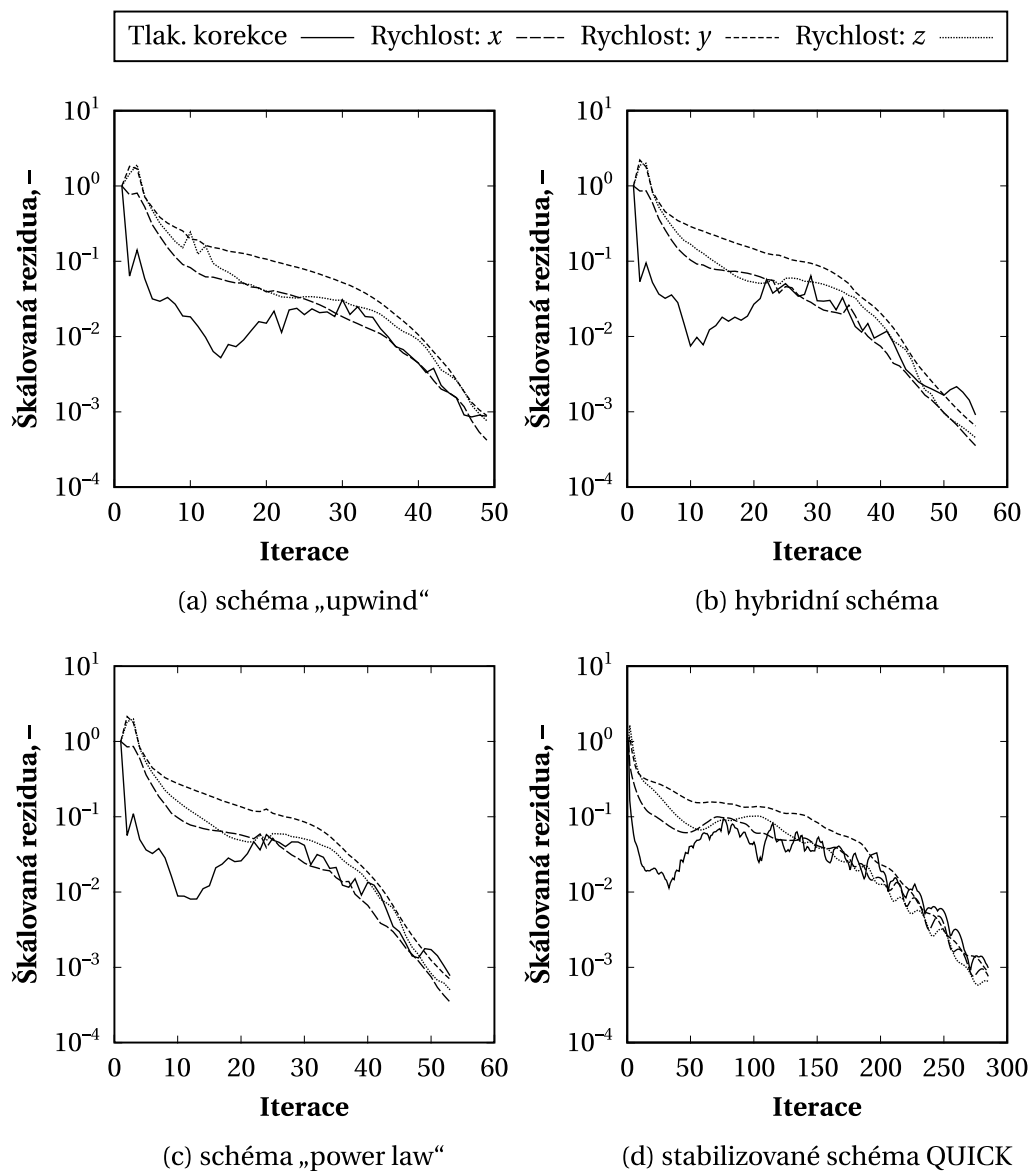 Tlak. korekce Rychlost: x Rychlost: y Rychlost: z
10^1
10^0
10^−1
10^−2
10^−3
10^−4
Škálovaná rezidua, –
0 10 20 30 40 50
Iterace
(a) schéma „upwind“
10^1
10^0
10^−1
10^−2
10^−3
10^−4
Škálovaná rezidua, –
0 10 20 30 40 50 60
Iterace
(b) hybridní schéma
10^1
10^0
10^−1
10^−2
10^−3
10^−4
Škálovaná rezidua, –
0 10 20 30 40 50 60
Iterace
(c) schéma „power law“
10^1
10^0
10^−1
10^−2
10^−3
10^−4
Škálovaná rezidua, –
0 50 100 150 200 250 300
Iterace
(d) stabilizované schéma QUICK